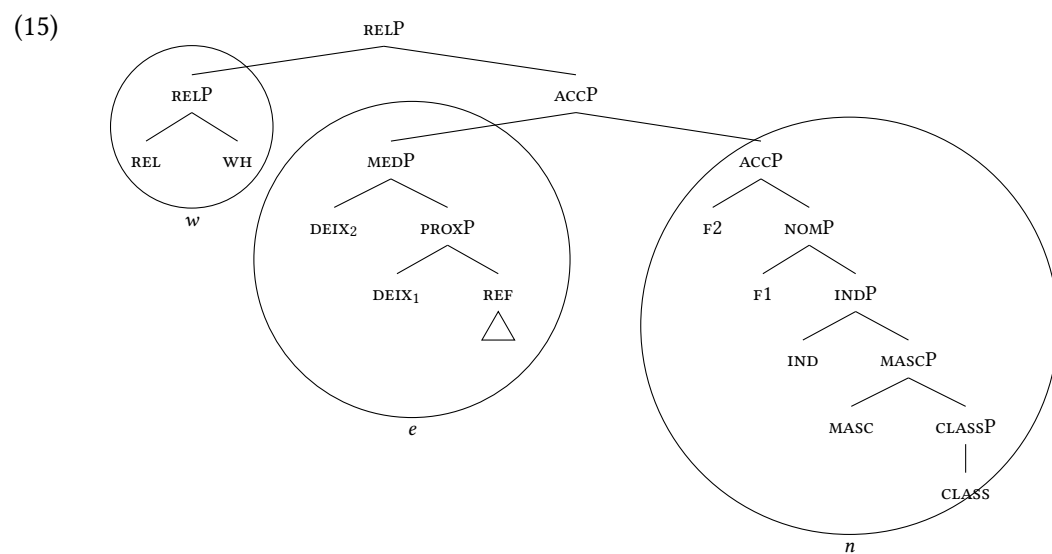 (15) RELP
RELP ACCP
REL WH MEDP ACCP
w
DEIX2 PROXP F2 NOMP
DEIX1 REF F1 INDP
IND MASCP
e MASC CLASSP
CLASS
n